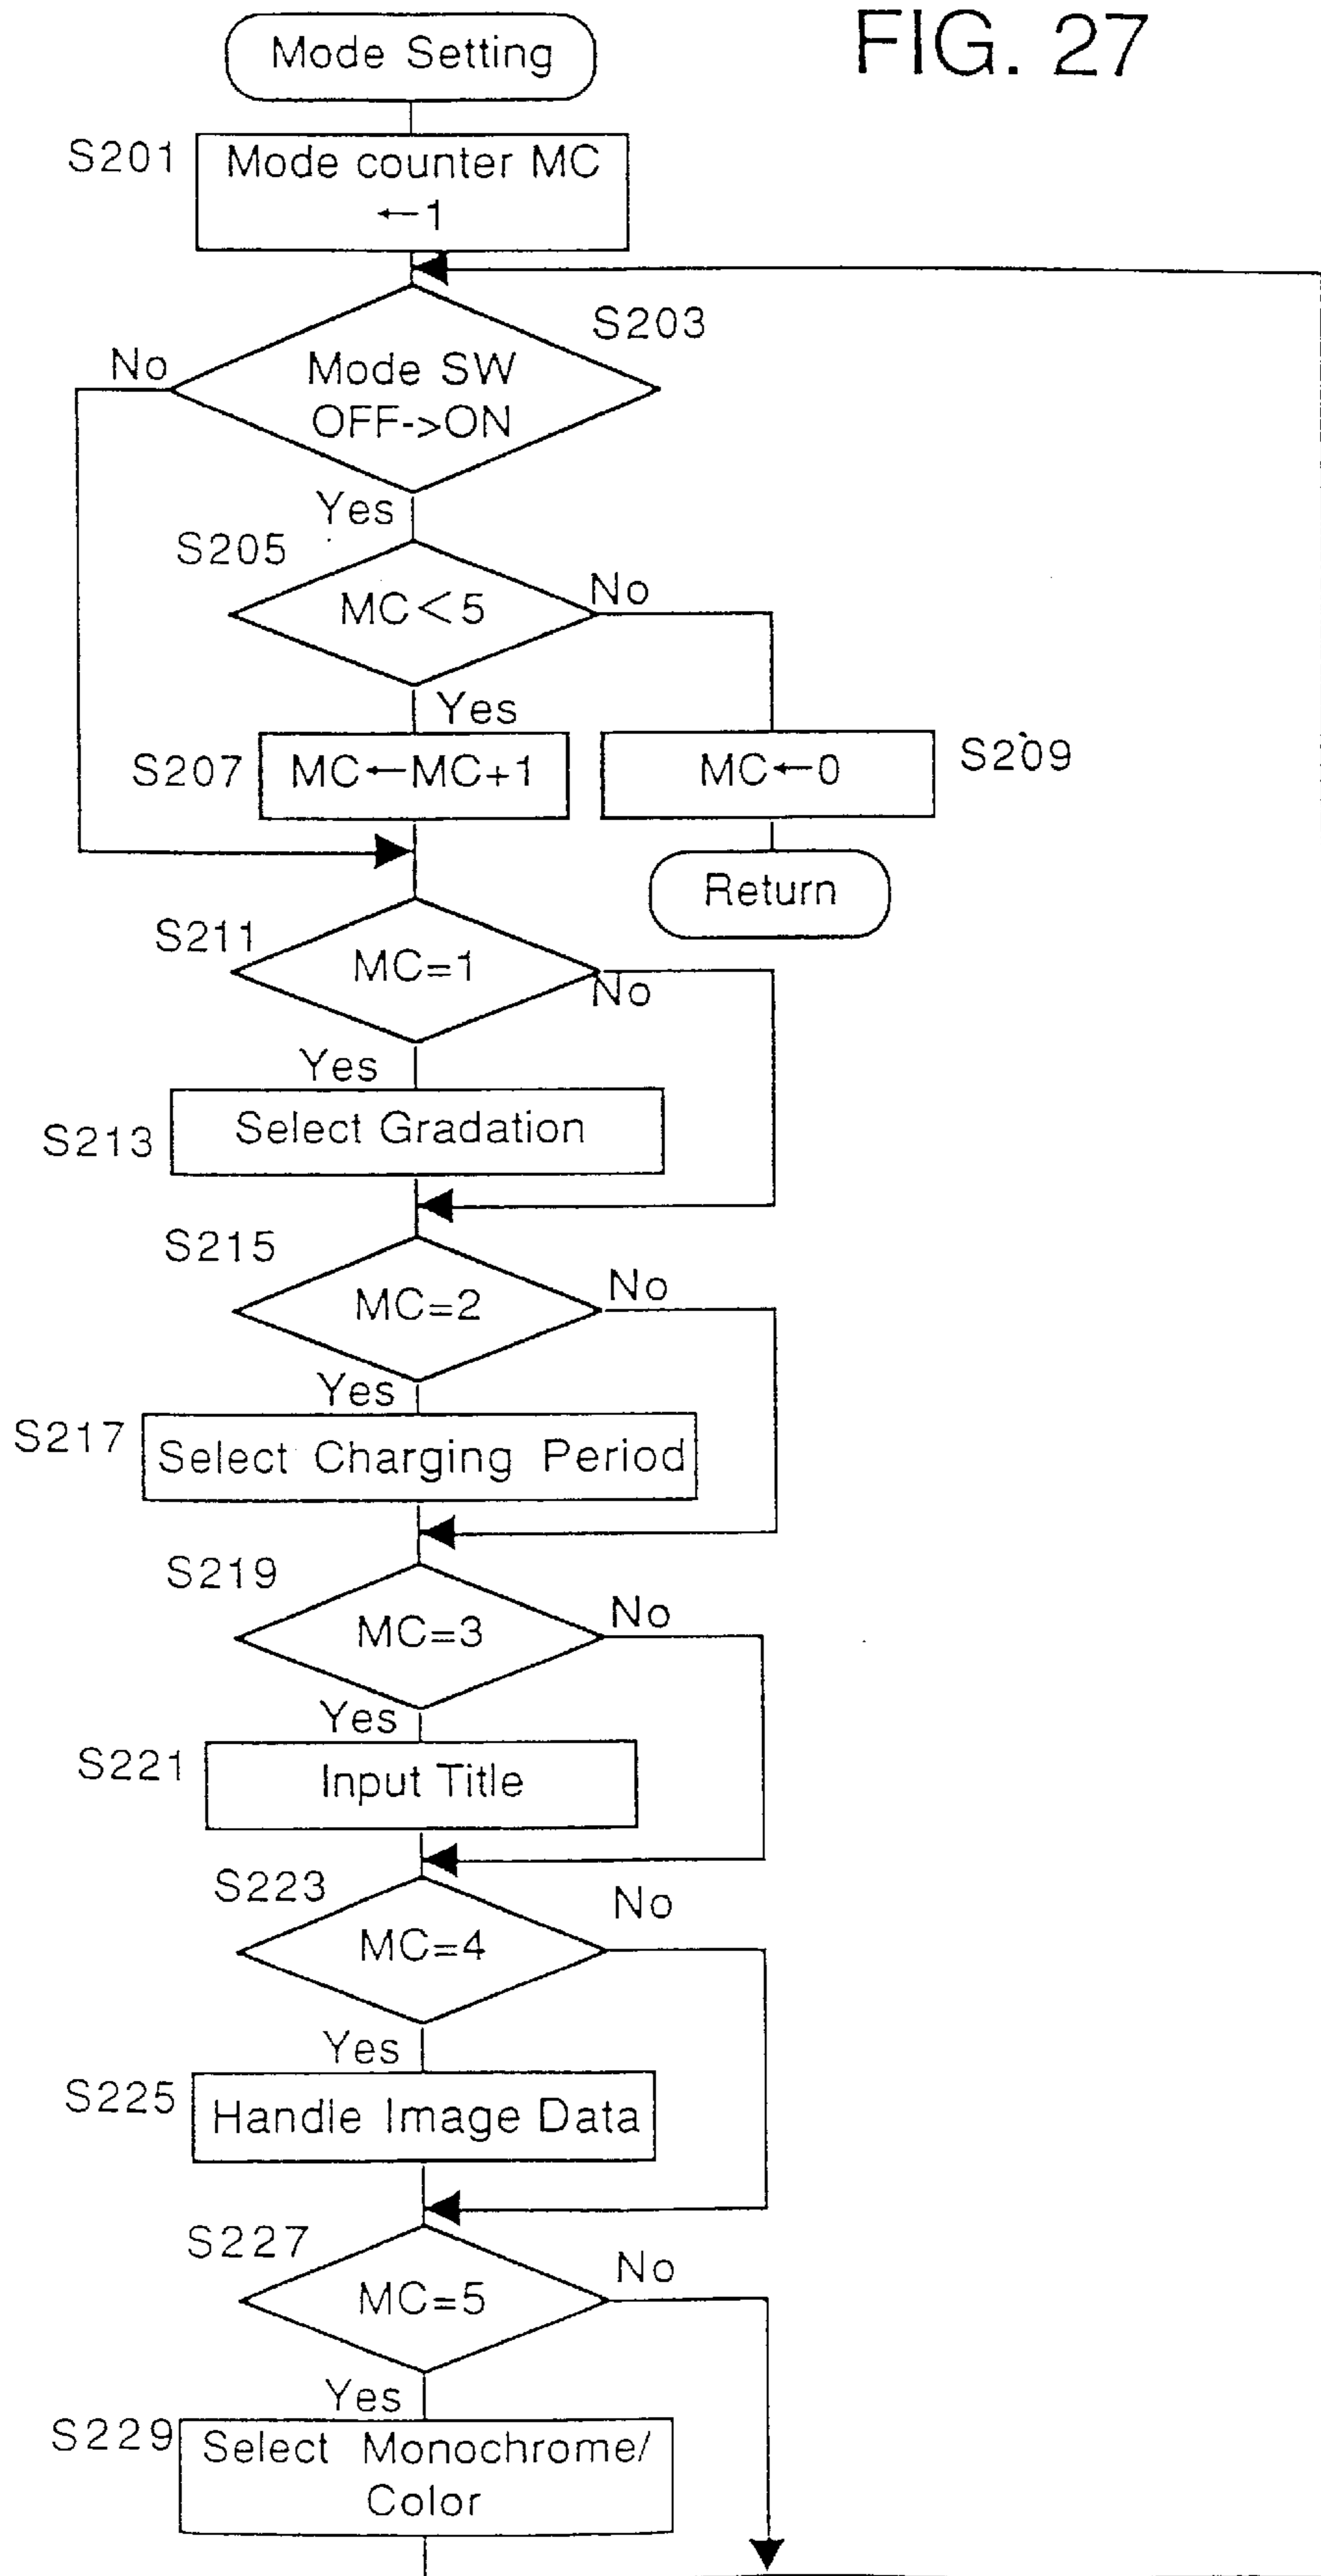 FIG. 27
Mode Setting
S201
Mode counter MC
←1
S203
No
Mode SW
OFF->ON
Yes
S205
MC<5
No
Yes
S207
MC←MC+1
MC←0
S209
Return
S211
MC=1
No
Yes
S213
Select Gradation
S215
MC=2
No
Yes
S217
Select Charging Period
S219
MC=3
No
Yes
S221
Input Title
S223
MC=4
No
Yes
S225
Handle Image Data
S227
MC=5
No
Yes
S229
Select Monochrome/
Color